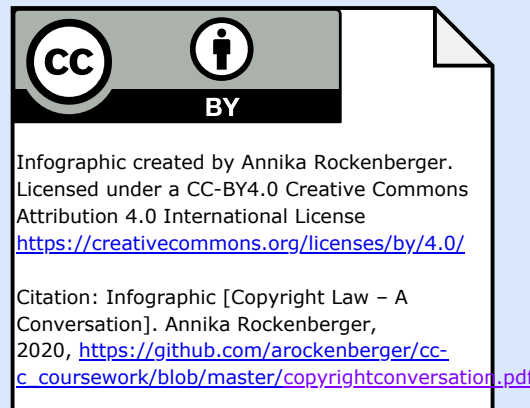 CC
BY
Infographic created by Annika Rockenberger.
Licensed under a CC-BY4.0 Creative Commons
Attribution 4.0 International License
https://creativecommons.org/licenses/by/4.0/
Citation: Infographic [Copyright Law – A
Conversation]. Annika Rockenberger,
2020, https://github.com/arockenberger/cc-
c_coursework/blob/master/copyrightconversation.pdf